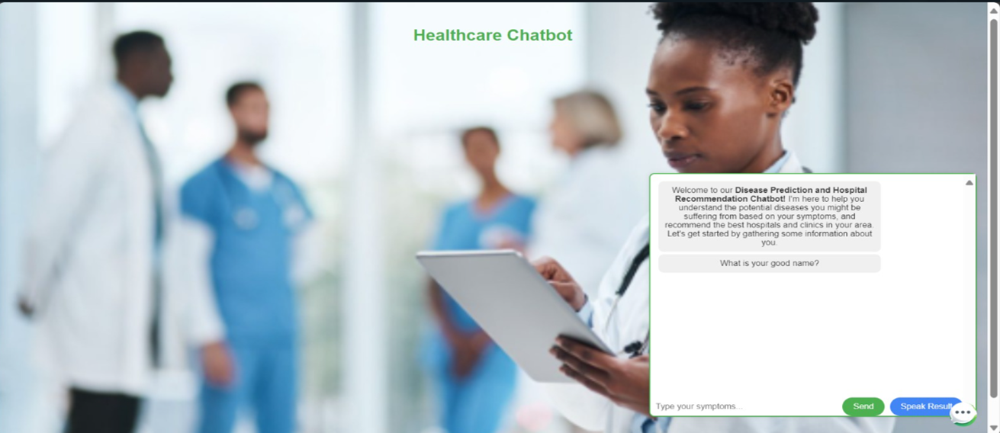 Healthcare Chatbot
Welcome to our Disease Prediction and Hospital
Recommendation Chatbot! I'm here to help you
understand the potential diseases you might be
suffering from based on your symptoms, and
recommend the best hospitals and clinics in your area.
Let's get started by gathering some information about
you.
What is your good name?
Type your symptoms...
Send
Speak Result